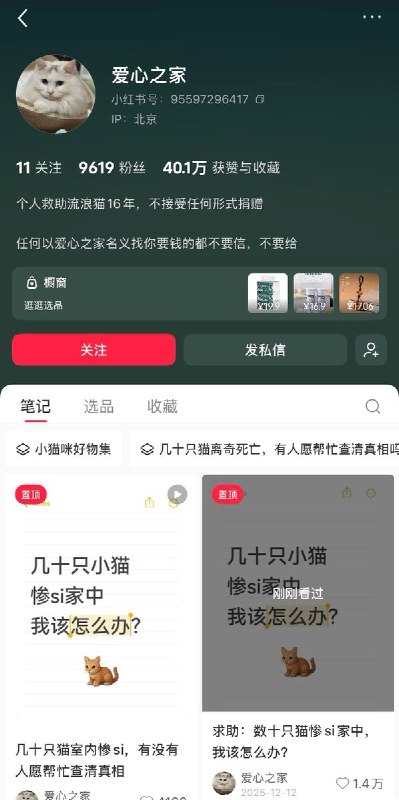 爱心之家
小红书号：95597296417
IP：北京
11 关注 9619 粉丝 40.1万 获赞与收藏
个人救助流浪猫16年，不接受任何形式捐赠
任何以爱心之家名义找你要钱的都不要信，不要给
橱窗
逛逛选品
¥19.9 ¥16.9 ¥17.06
关注 发私信
笔记 选品 收藏
小猫咪好物集 几十只猫离奇死亡，有人愿帮忙查清真相吗
置顶
几十只小猫
惨si家中
我该怎么办?
几十只猫室内惨si，有没有
人愿帮忙查清真相
爱心之家
置顶
几十只小猫
惨si家中
我该怎么办?
刚刚看过
求助：数十只猫惨si家中，
我该怎么办?
爱心之家
2025-12-12
1.4万